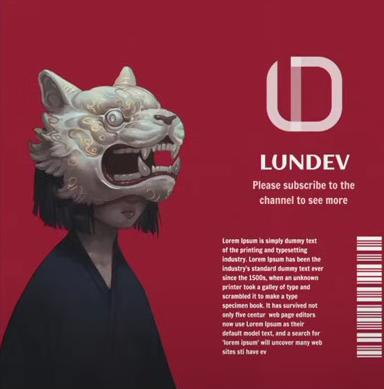 LUNDEV
Please subscribe to the
channel to see more
Lorem Ipsum is simply dummy text
of the printing and typesetting
industry. Lorem Ipsum has been the
industry's standard dummy text ever
since the 1500s, when an unknown
printer took a galley of type and
scrambled it to make a type
specimen book. It has survived not
only five centur  web page editors
now use Lorem Ipsum as their
default model text, and a search for
'lorem ipsum' will uncover many web
sites sti have ev